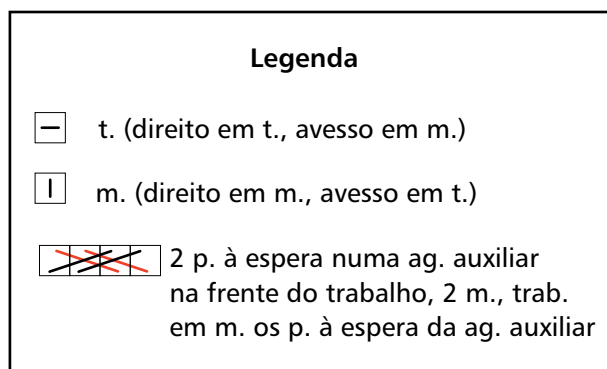 Legenda
t. (direito em t., avesso em m.)
m. (direito em m., avesso em t.)
2 p. à espera numa ag. auxiliar
na frente do trabalho, 2 m., trab.
em m. os p. à espera da ag. auxiliar